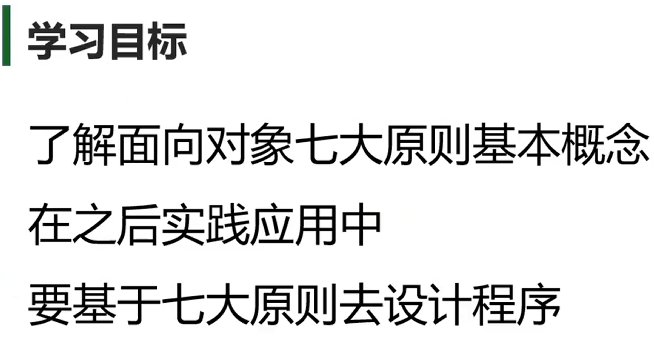 学习目标
了解面向对象七大原则基本概念
在之后实践应用中
要基于七大原则去设计程序